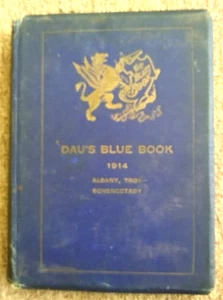 DAU'S BLUE BOOK
1914
ALBANY, TROY
SCHENECTADY